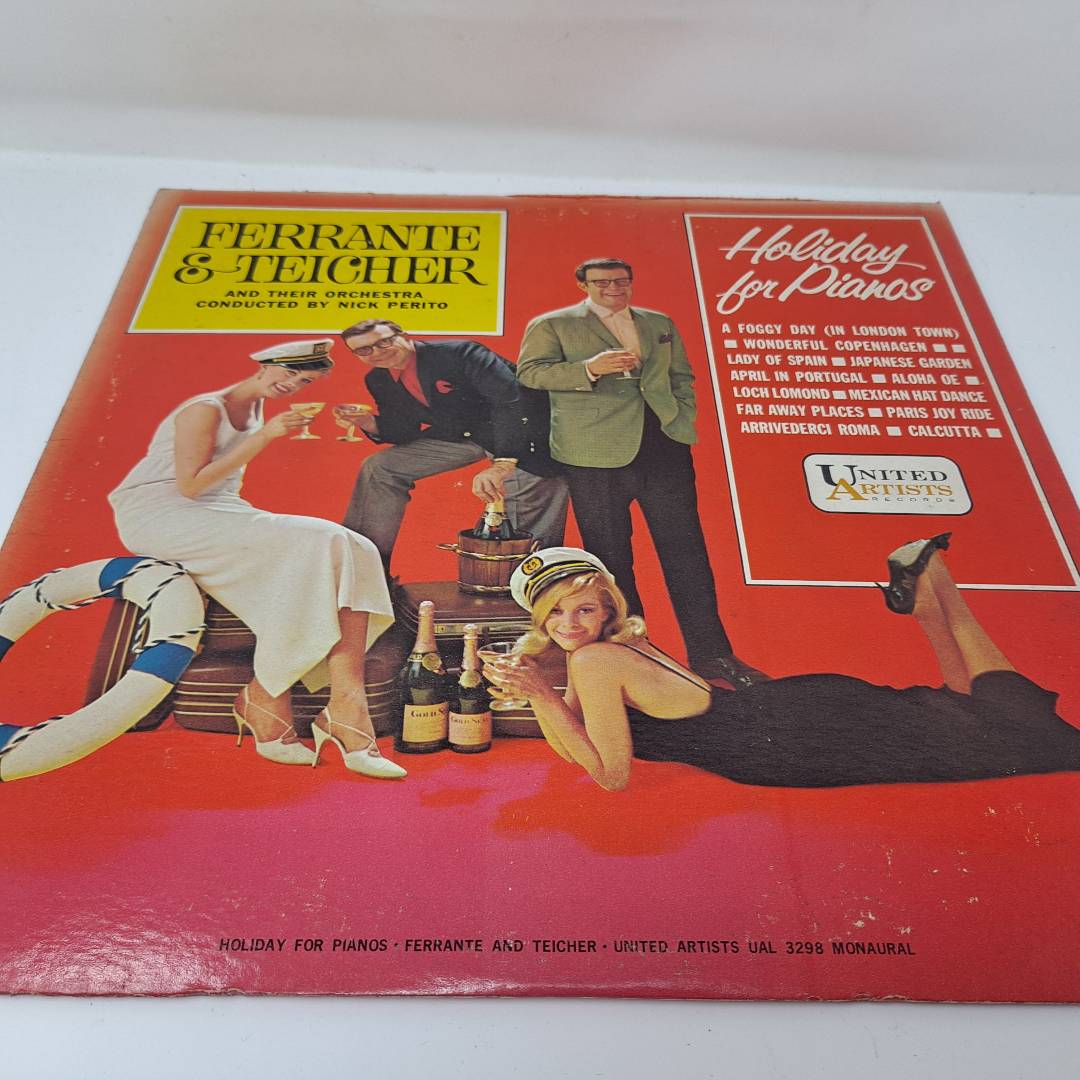 FERRANTE
& TEICHER
AND THEIR ORCHESTRA
CONDUCTED BY NICK PERITO
Holiday
for Pianos
A FOGGY DAY (IN LONDON TOWN)
■ WONDERFUL COPENHAGEN ■ ■
LADY OF SPAIN ■ JAPANESE GARDEN
APRIL IN PORTUGAL ■ ALOHA OE ■
LOCH LOMOND ■ MEXICAN HAT DANCE
FAR AWAY PLACES ■ PARIS JOY RIDE
ARRIVEDERCI ROMA ■ CALCUTTA ■
UNITED
ARTISTS
RECORDS
HOLIDAY FOR PIANOS • FERRANTE AND TEICHER • UNITED ARTISTS UAL 3298 MONAURAL